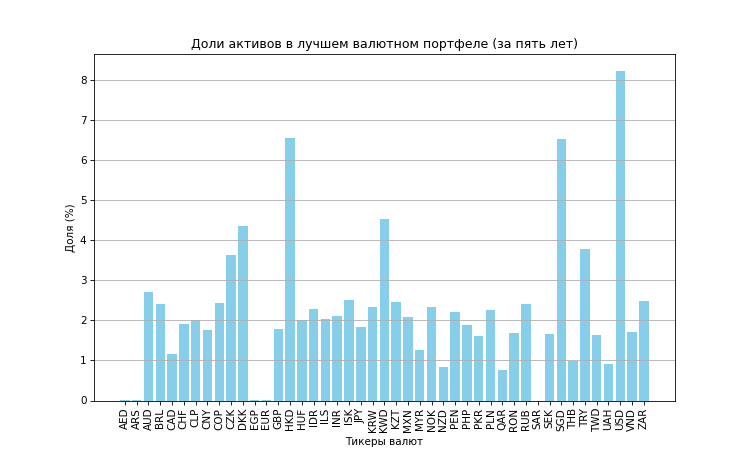 Доли активов в лучшем валютном портфеле (за пять лет)
Доля (%)
8
7
6
5
4
3
2
1
0
AED ARS AUD BRL CAD CHF CLP CNY COP CZK DKK EGP EUR GBP HKD HUF IDR ILS INR ISK JPY KRW KWD KZT MXN MYR NOK NZD PEN PHP PKR PLN QAR RON RUB SAR SEK SGD THB TRY TWD UAH USD VND ZAR
Тикеры валют